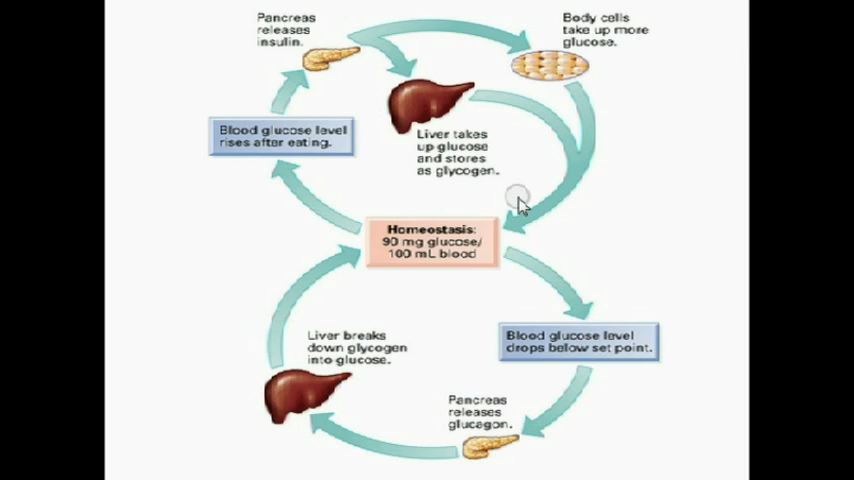 Pancreas
releases
insulin.
Body cells
take up more
glucose.
Blood glucose level
rises after eating.
Liver takes
up glucose
and stores
as glycogen.
Homeostasis:
90 mg glucose/
100 mL blood
Liver breaks
down glycogen
into glucose.
Blood glucose level
drops below set point.
Pancreas
releases
glucagon.